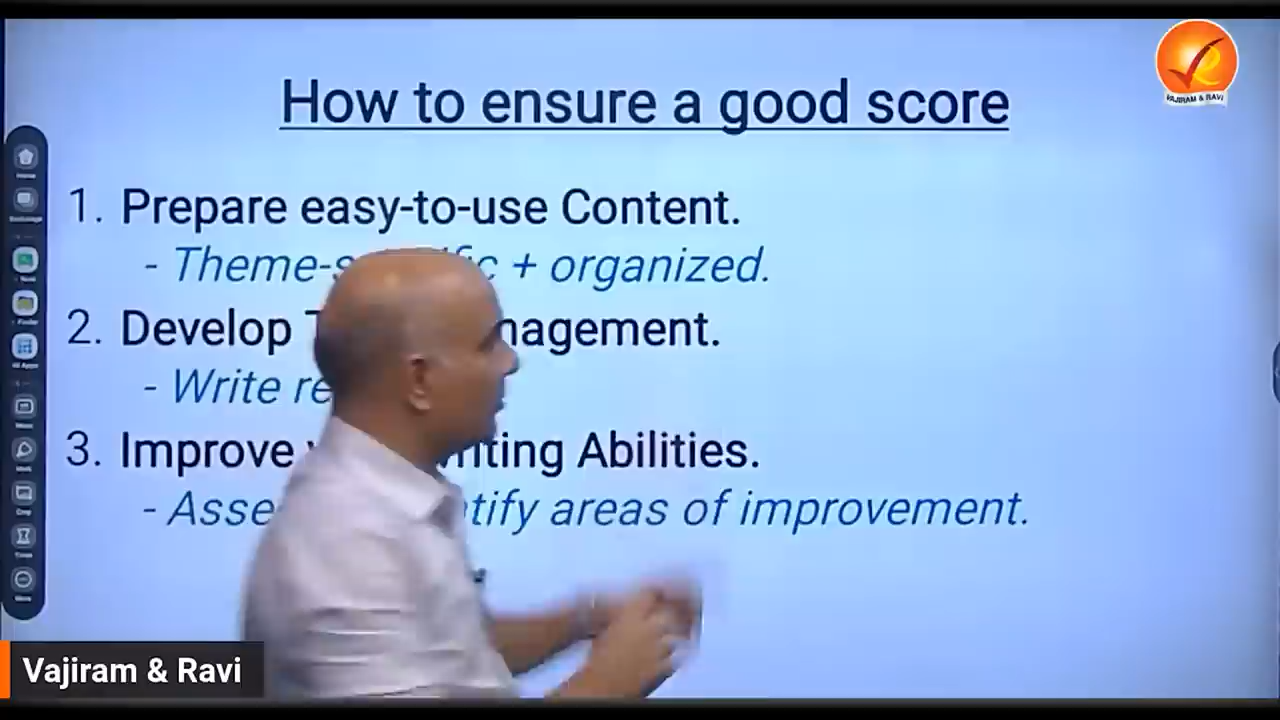 How to ensure a good score
VAJIRAM & RAVI
1. Prepare easy-to-use Content.
- Theme-s fic + organized.
2. Develop T nagement.
- Write re
3. Improve riting Abilities.
- Asse tify areas of improvement.
Vajiram & Ravi